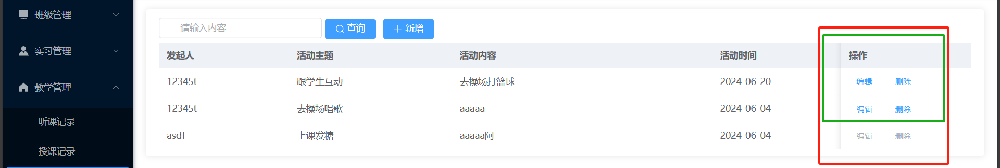 班级管理
实习管理
教学管理
听课记录
授课记录
请输入内容 查询 新增
发起人 活动主题 活动内容 活动时间 操作
12345t 跟学生互动 去操场打篮球 2024-06-20 编辑 删除
12345t 去操场唱歌 aaaaa 2024-06-04 编辑 删除
asdf 上课发糖 aaaaa阿 2024-06-04 编辑 删除